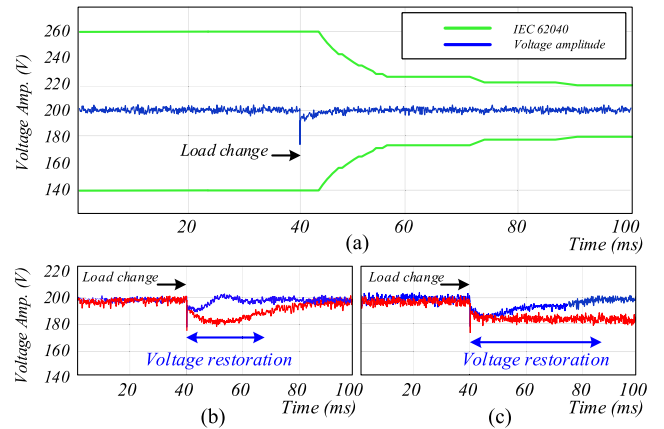 260
240
220
200
180
160
140
Voltage Amp. (V)
IEC 62040
Voltage amplitude
Load change
20
40
60
80
100
(a)
Time (ms)
220
200
180
160
140
Voltage Amp. (V)
Load change
Voltage restoration
20
40
60
80
100
(b)
Time (ms)
Load change
Voltage restoration
20
40
60
80
100
(c)
Time (ms)